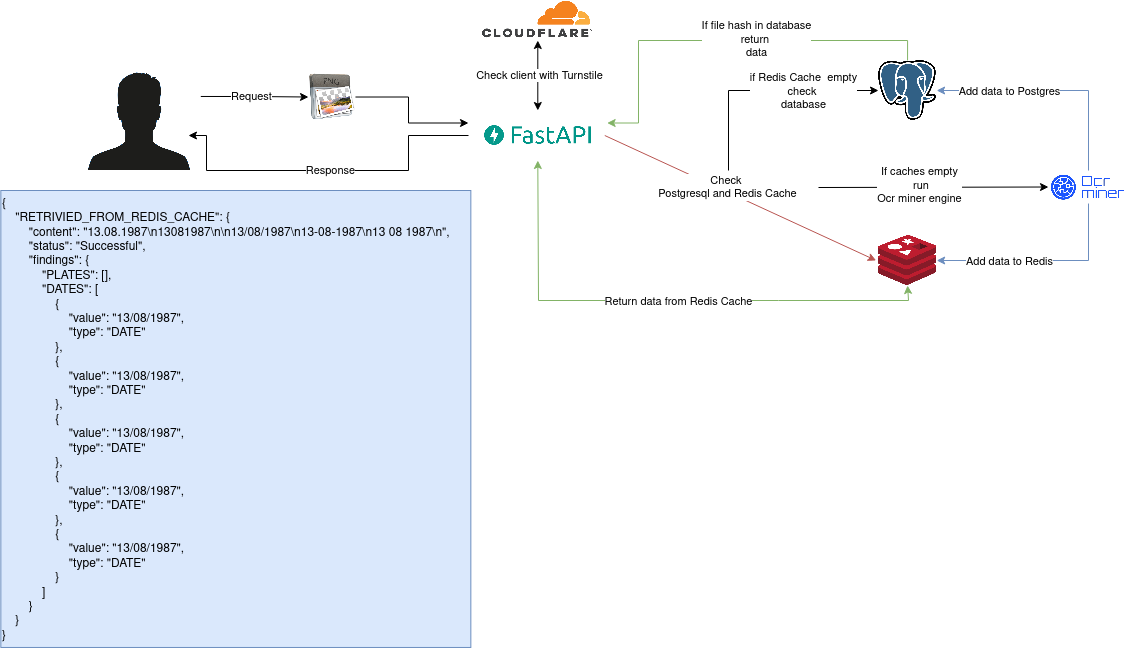 CLOUDFLARE
If file hash in database
return
data
Check client with Turnstile
if Redis Cache empty
check
database
PNG
Request
Add data to Postgres
FastAPI
Response
Check
Postgresql and Redis Cache
If caches empty
run
Ocr miner engine
Ocr
miner
Add data to Redis
Return data from Redis Cache
{
"RETRIVIED_FROM_REDIS_CACHE": {
"content": "13.08.1987\n13081987\n\n13/08/1987\n13-08-1987\n13 08 1987\n",
"status": "Successful",
"findings": {
"PLATES": [],
"DATES": [
{
"value": "13/08/1987",
"type": "DATE"
},
{
"value": "13/08/1987",
"type": "DATE"
},
{
"value": "13/08/1987",
"type": "DATE"
},
{
"value": "13/08/1987",
"type": "DATE"
},
{
"value": "13/08/1987",
"type": "DATE"
}
]
}
}
}